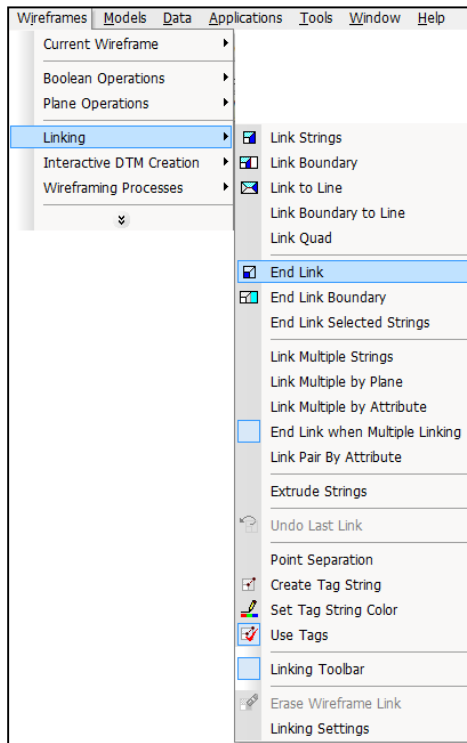 Wireframes Models Data Applications Tools Window Help
Current Wireframe
Boolean Operations
Plane Operations
Linking
Interactive DTM Creation
Wireframing Processes
Link Strings
Link Boundary
Link to Line
Link Boundary to Line
Link Quad
End Link
End Link Boundary
End Link Selected Strings
Link Multiple Strings
Link Multiple by Plane
Link Multiple by Attribute
End Link when Multiple Linking
Link Pair By Attribute
Extrude Strings
Undo Last Link
Point Separation
Create Tag String
Set Tag String Color
Use Tags
Linking Toolbar
Erase Wireframe Link
Linking Settings